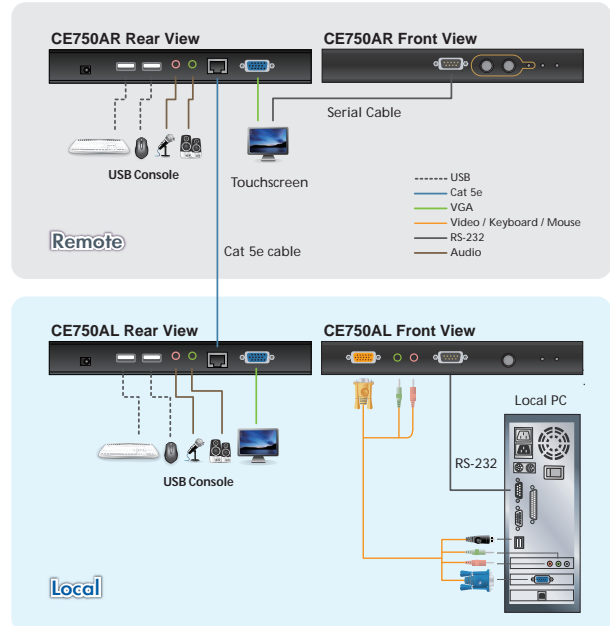 CE750AR Rear View
CE750AR Front View
Serial Cable
USB Console
Touchscreen
USB
Cat 5e
VGA
Video / Keyboard / Mouse
RS-232
Audio
Remote
Cat 5e cable
CE750AL Rear View
CE750AL Front View
Local PC
RS-232
USB Console
Local